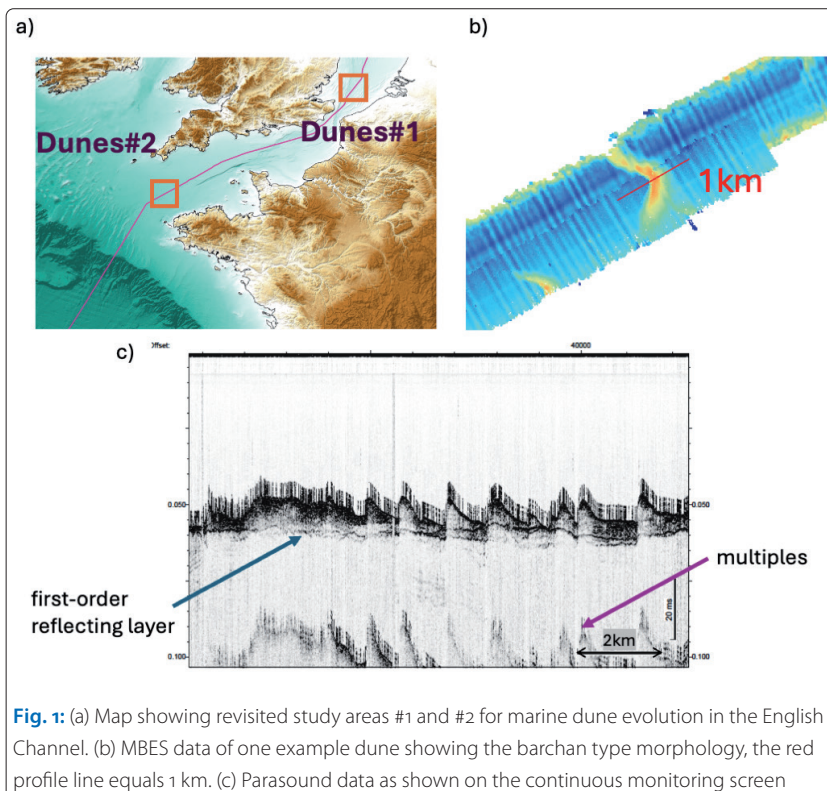 a)
b)
Dunes#2
Dunes#1
1km
c)
Offset:
40000
0.050
0.050
first-order
reflecting layer
multiples
20 ms
2km
0.100
0.100
Fig. 1: (a) Map showing revisited study areas #1 and #2 for marine dune evolution in the English
Channel. (b) MBES data of one example dune showing the barchan type morphology, the red
profile line equals 1 km. (c) Parasound data as shown on the continuous monitoring screen